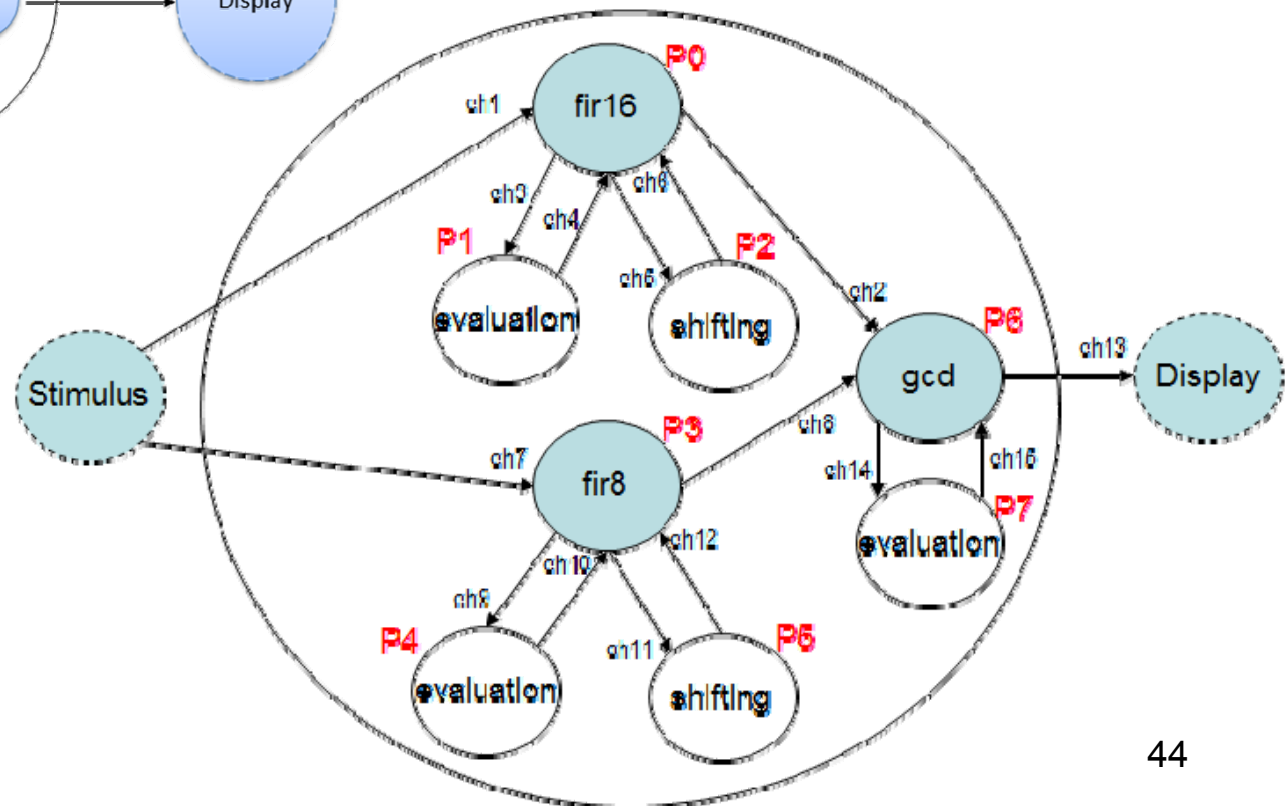 Display
P0
ch1
fir16
ch3
ch6
ch4
P1
P2
ch5
evaluation
shifting
ch2
P6
ch13
gcd
Display
Stimulus
P3
ch8
ch7
fir8
ch14
ch15
P7
ch12
evaluation
ch10
ch9
P4
P5
ch11
evaluation
shifting
44